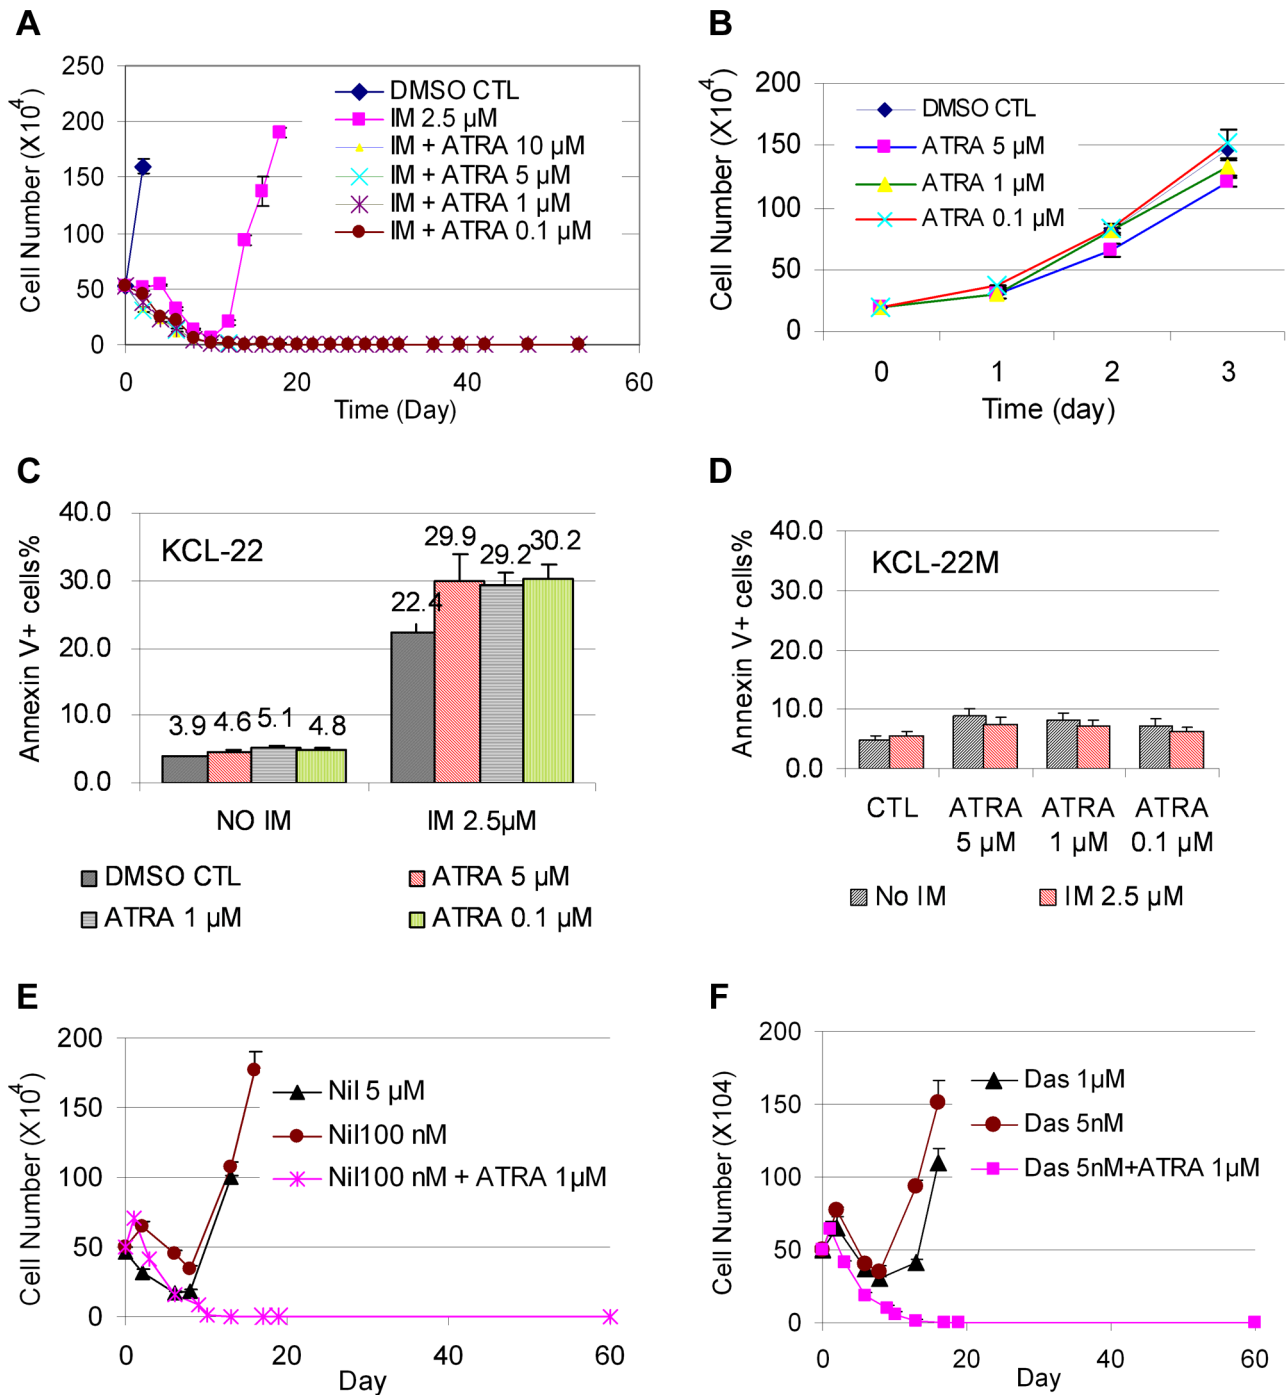 A
Cell Number (X10⁴)
250
200
150
100
50
0
0
20
40
60
Time (Day)
DMSO CTL
IM 2.5 µM
IM + ATRA 10 µM
IM + ATRA 5 µM
IM + ATRA 1 µM
IM + ATRA 0.1 µM
B
Cell Number (X10⁴)
200
150
100
50
0
0
1
2
3
Time (day)
DMSO CTL
ATRA 5 µM
ATRA 1 µM
ATRA 0.1 µM
C
Annexin V+ cells%
40.0
30.0
20.0
10.0
0.0
KCL-22
3.9
4.6
5.1
4.8
22.4
29.9
29.2
30.2
NO IM
IM 2.5µM
DMSO CTL
ATRA 5 µM
ATRA 1 µM
ATRA 0.1 µM
D
Annexin V+ cells%
40.0
30.0
20.0
10.0
0.0
KCL-22M
CTL
ATRA
5 µM
ATRA
1 µM
ATRA
0.1 µM
No IM
IM 2.5 µM
E
Cell Number (X10⁴)
200
150
100
50
0
0
20
40
60
Day
Nil 5 µM
Nil100 nM
Nil100 nM + ATRA 1µM
F
Cell Number (X104)
200
150
100
50
0
0
20
40
60
Day
Das 1µM
Das 5nM
Das 5nM+ATRA 1µM